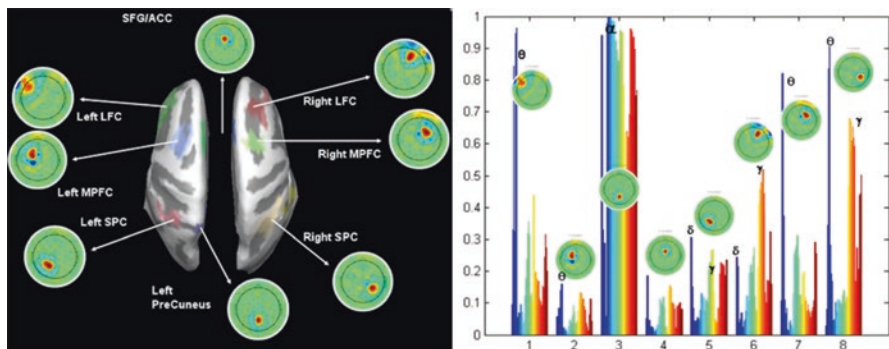 SFG/ACC
Right LFC
Left LFC
Right MPFC
Left MPFC
Left SPC
Right SPC
Left
PreCuneus
1
0.9
0.8
0.7
0.6
0.5
0.4
0.3
0.2
0.1
0
θ
θ
α
δ
γ
δ
γ
θ
θ
γ
1 2 3 4 5 6 7 8